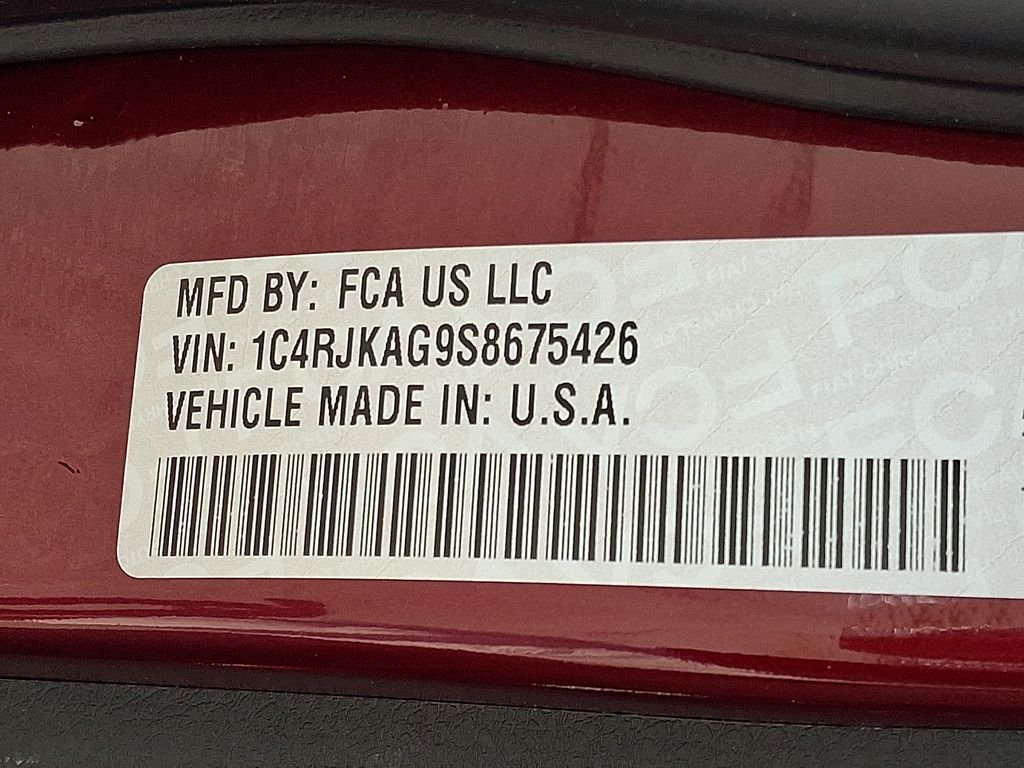 MFD BY: FCA US LLC
VIN: 1C4RJKAG9S8675426
VEHICLE MADE IN: U.S.A.